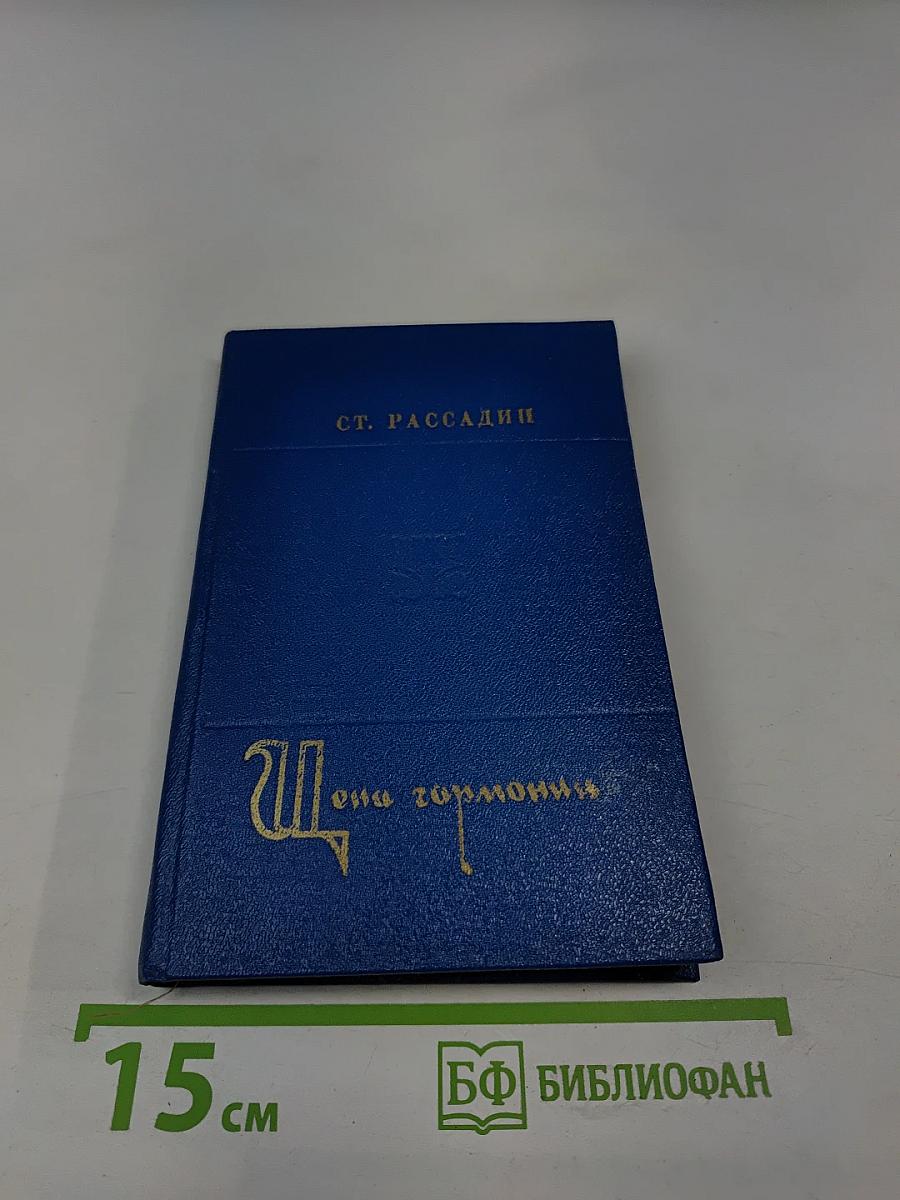 СТ. РАССАДИН
Цена гармонии
15 см
БФ БИБЛИОФАН